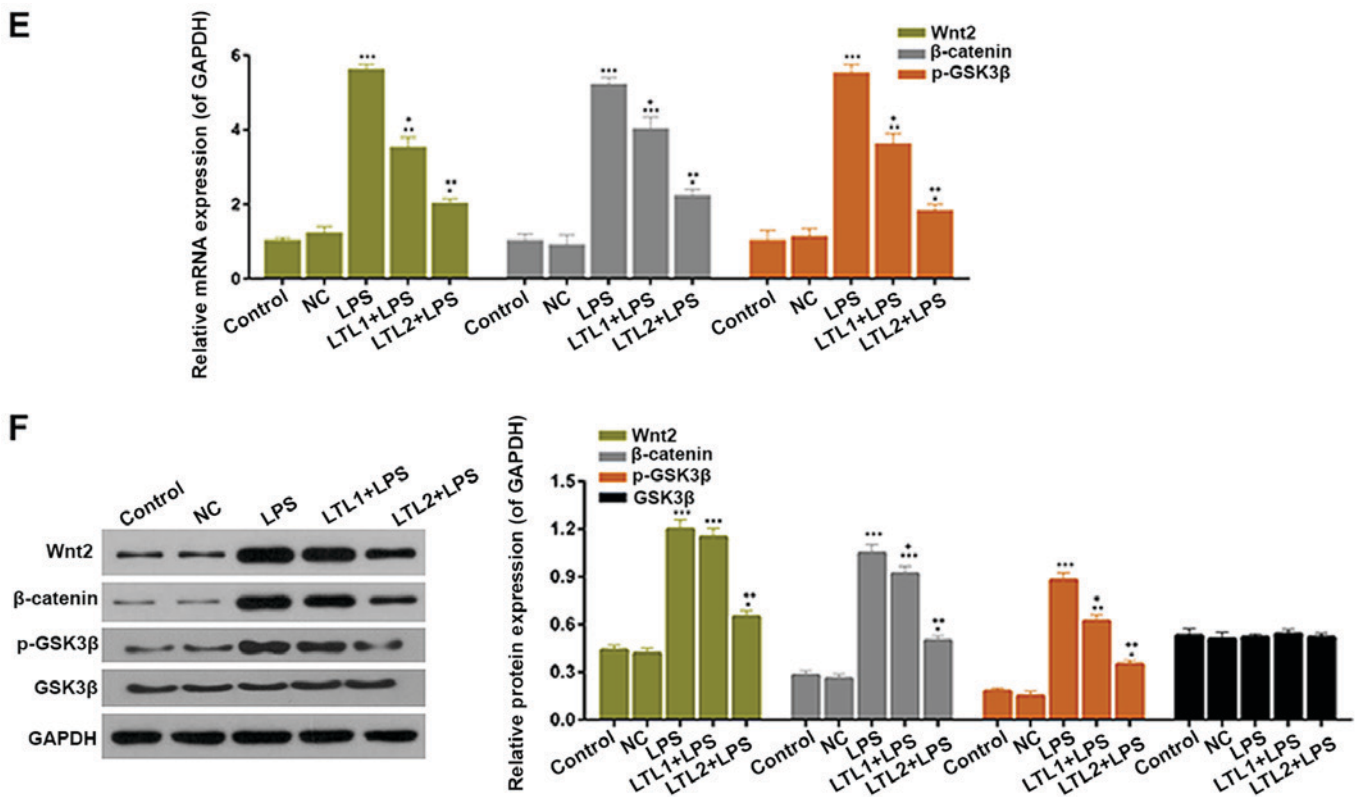 E
Wnt2
β-catenin
p-GSK3β
Relative mRNA expression (of GAPDH)
6
4
2
0
Control
NC
LPS
LTL1+LPS
LTL2+LPS
Control
NC
LPS
LTL1+LPS
LTL2+LPS
Control
NC
LPS
LTL1+LPS
LTL2+LPS
F
Control
NC
LPS
LTL1+LPS
LTL2+LPS
Wnt2
β-catenin
p-GSK3β
GSK3β
GAPDH
Wnt2
β-catenin
p-GSK3β
GSK3β
Relative protein expression (of GAPDH)
1.5
1.2
0.9
0.6
0.3
0.0
Control
NC
LPS
LTL1+LPS
LTL2+LPS
Control
NC
LPS
LTL1+LPS
LTL2+LPS
Control
NC
LPS
LTL1+LPS
LTL2+LPS
Control
NC
LPS
LTL1+LPS
LTL2+LPS